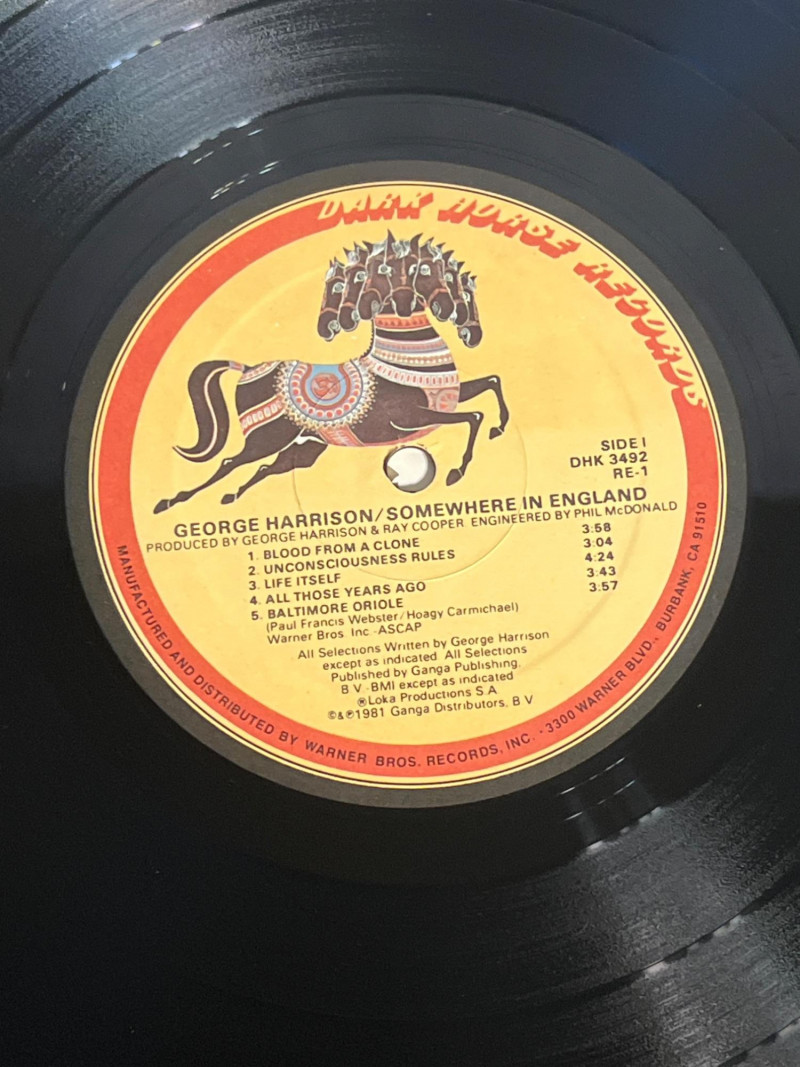 DARK HORSE RECORDS
SIDE I
DHK 3492
RE-1
GEORGE HARRISON/SOMEWHERE IN ENGLAND
PRODUCED BY GEORGE HARRISON & RAY COOPER ENGINEERED BY PHIL McDONALD
1. BLOOD FROM A CLONE 3:58
2. UNCONSCIOUSNESS RULES 3:04
3. LIFE ITSELF 4:24
4. ALL THOSE YEARS AGO 3:43
5. BALTIMORE ORIOLE 3:57
(Paul Francis Webster/Hoagy Carmichael)
Warner Bros. Inc.-ASCAP
All Selections Written by George Harrison
except as indicated. All Selections
Published by Ganga Publishing.
B V - BMI except as indicated
®Loka Productions S.A
©&℗1981 Ganga Distributors, B V
MANUFACTURED AND DISTRIBUTED BY WARNER BROS. RECORDS, INC. · 3300 WARNER BLVD., BURBANK, CA 91510